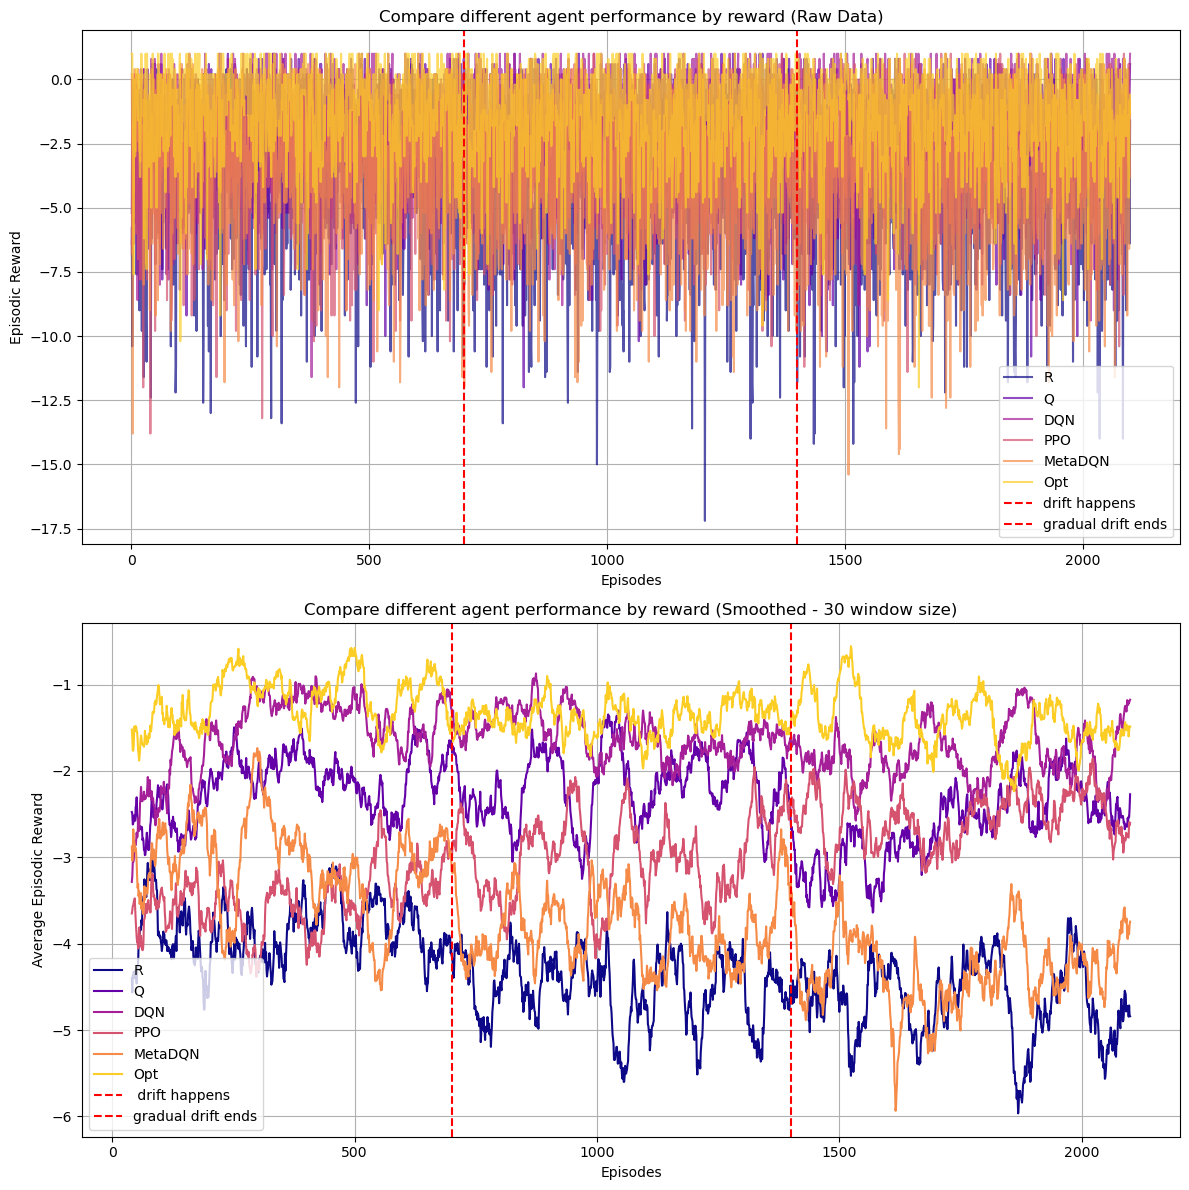 Compare different agent performance by reward (Raw Data)
Episodic Reward
0.0
−2.5
−5.0
−7.5
−10.0
−12.5
−15.0
−17.5
R
Q
DQN
PPO
MetaDQN
Opt
drift happens
gradual drift ends
0
500
1000
1500
2000
Episodes
Compare different agent performance by reward (Smoothed - 30 window size)
Average Episodic Reward
−1
−2
−3
−4
−5
−6
R
Q
DQN
PPO
MetaDQN
Opt
drift happens
gradual drift ends
0
500
1000
1500
2000
Episodes